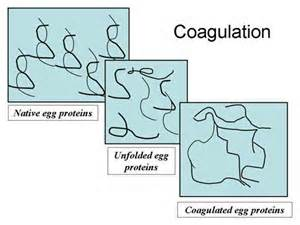 Coagulation
Native egg proteins
Unfolded egg
proteins
Coagulated egg proteins